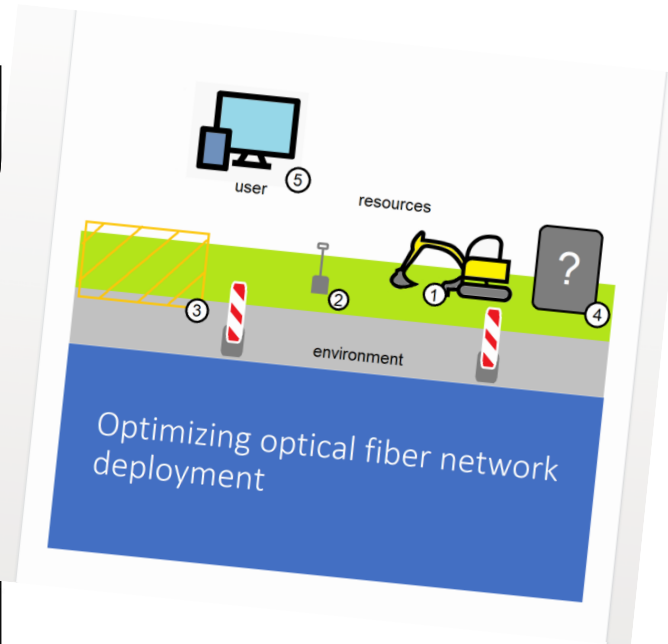 5
user
resources
?
1
2
3
4
environment
Optimizing optical fiber network
deployment